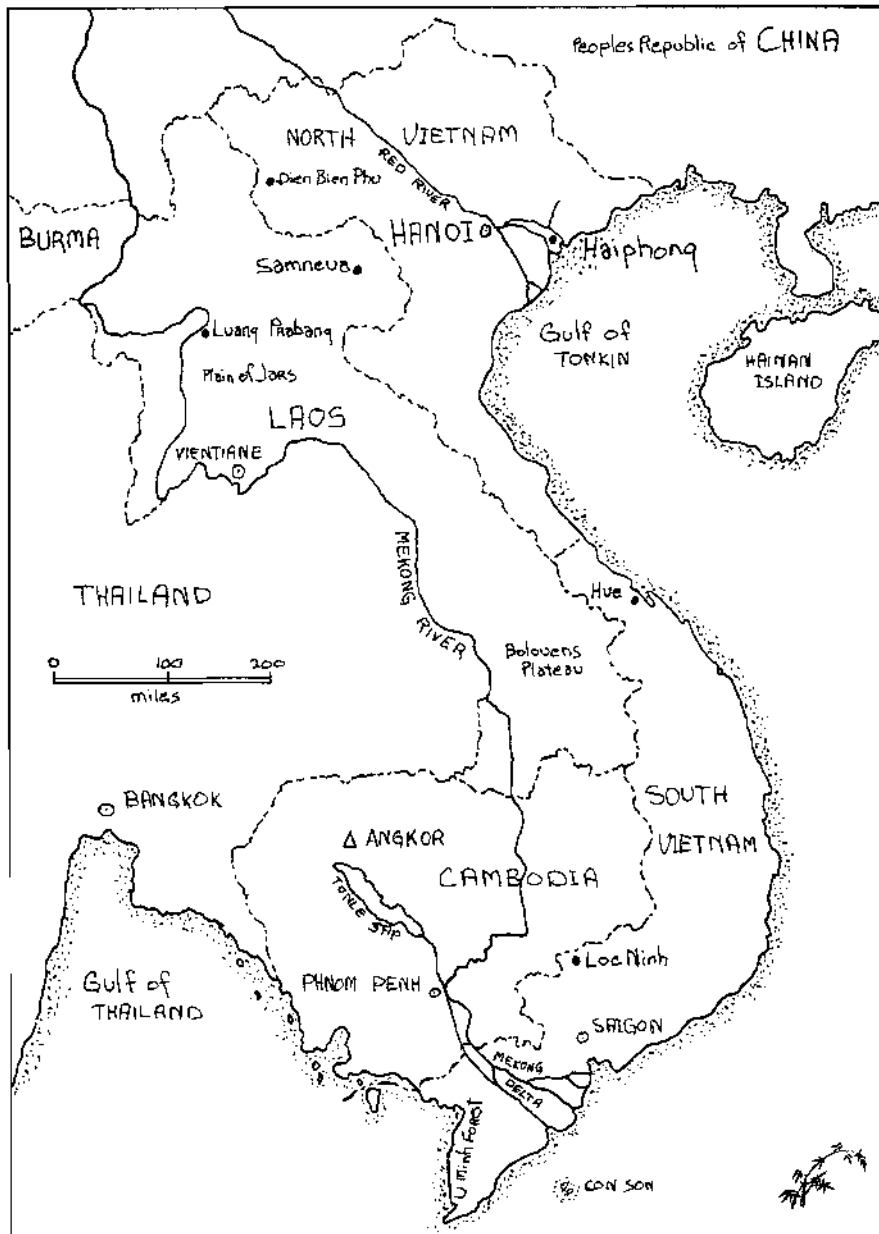 Peoples Republic of CHINA
NORTH VIETNAM
RED RIVER
Dien Bien Phu
BURMA
HANOI
Haiphong
Samneua
Gulf of
TONKIN
HAINAN
ISLAND
Luang Prabang
Plain of Jars
LAOS
VIENTIANE
MEKONG
RIVER
THAILAND
Hue
Bolovens
Plateau
0 100 200
miles
BANGKOK
SOUTH
VIETNAM
ANGKOR
CAMBODIA
TONLE SAP
Loc Ninh
PHNOM PENH
Gulf of
THAILAND
SAIGON
MEKONG
DELTA
U Minh FOREST
CON SON